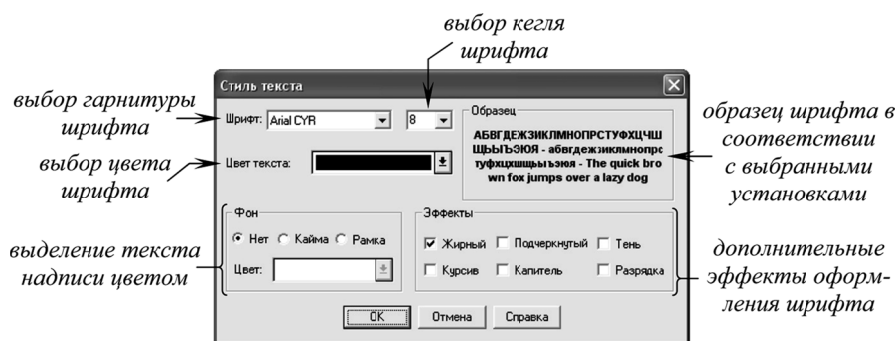 выбор кегля
шрифта
Стиль текста
выбор гарнитуры
шрифта
Шрифт: Arial CYR 8
Образец
АБВГДЕЖЗИКЛМНОПРСТУФХЦЧШ
ЩЬЫЪЭЮЯ - абвгдежзиклмнопрс
туфхцхшщьыъэюя - The quick bro
wn fox jumps over a lazy dog
образец шрифта в
соответствии
с выбранными
установками
выбор цвета
шрифта
Цвет текста:
Фон
Нет Кайма Рамка
Цвет:
Эффекты
Жирный Подчеркнутый Тень
Курсив Капитель Разрядка
выделение текста
надписи цветом
дополнительные
эффекты оформ-
ления шрифта
OK Отмена Справка